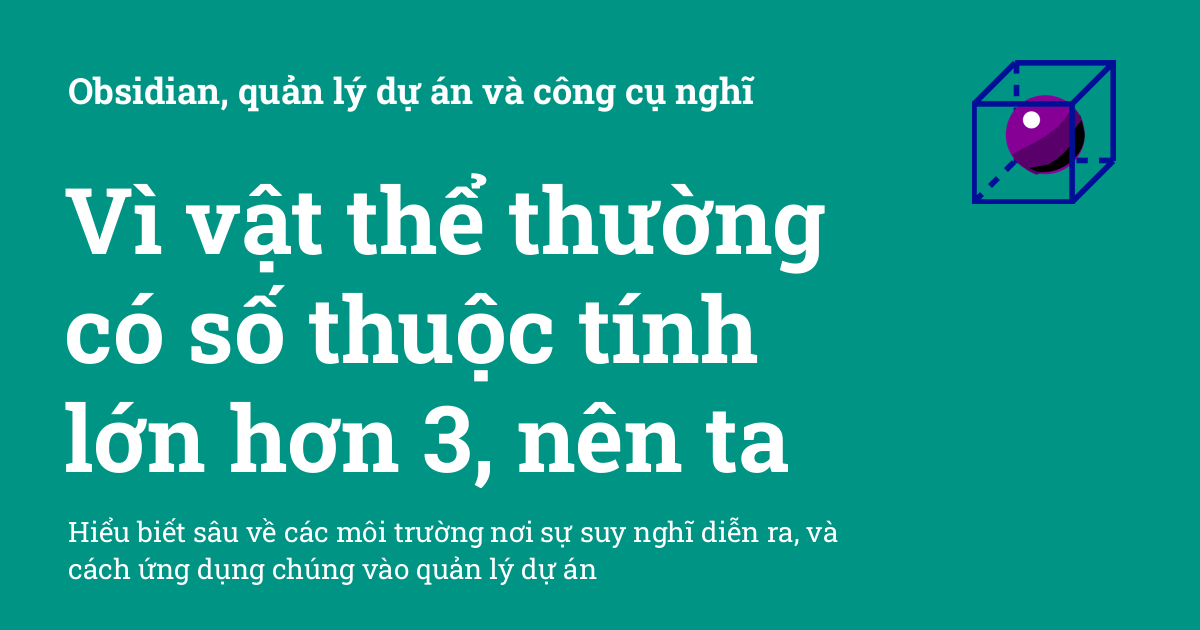 Obsidian, quản lý dự án và công cụ nghĩ
Vì vật thể thường
có số thuộc tính
lớn hơn 3, nên ta
Hiểu biết sâu về các môi trường nơi sự suy nghĩ diễn ra, và
cách ứng dụng chúng vào quản lý dự án